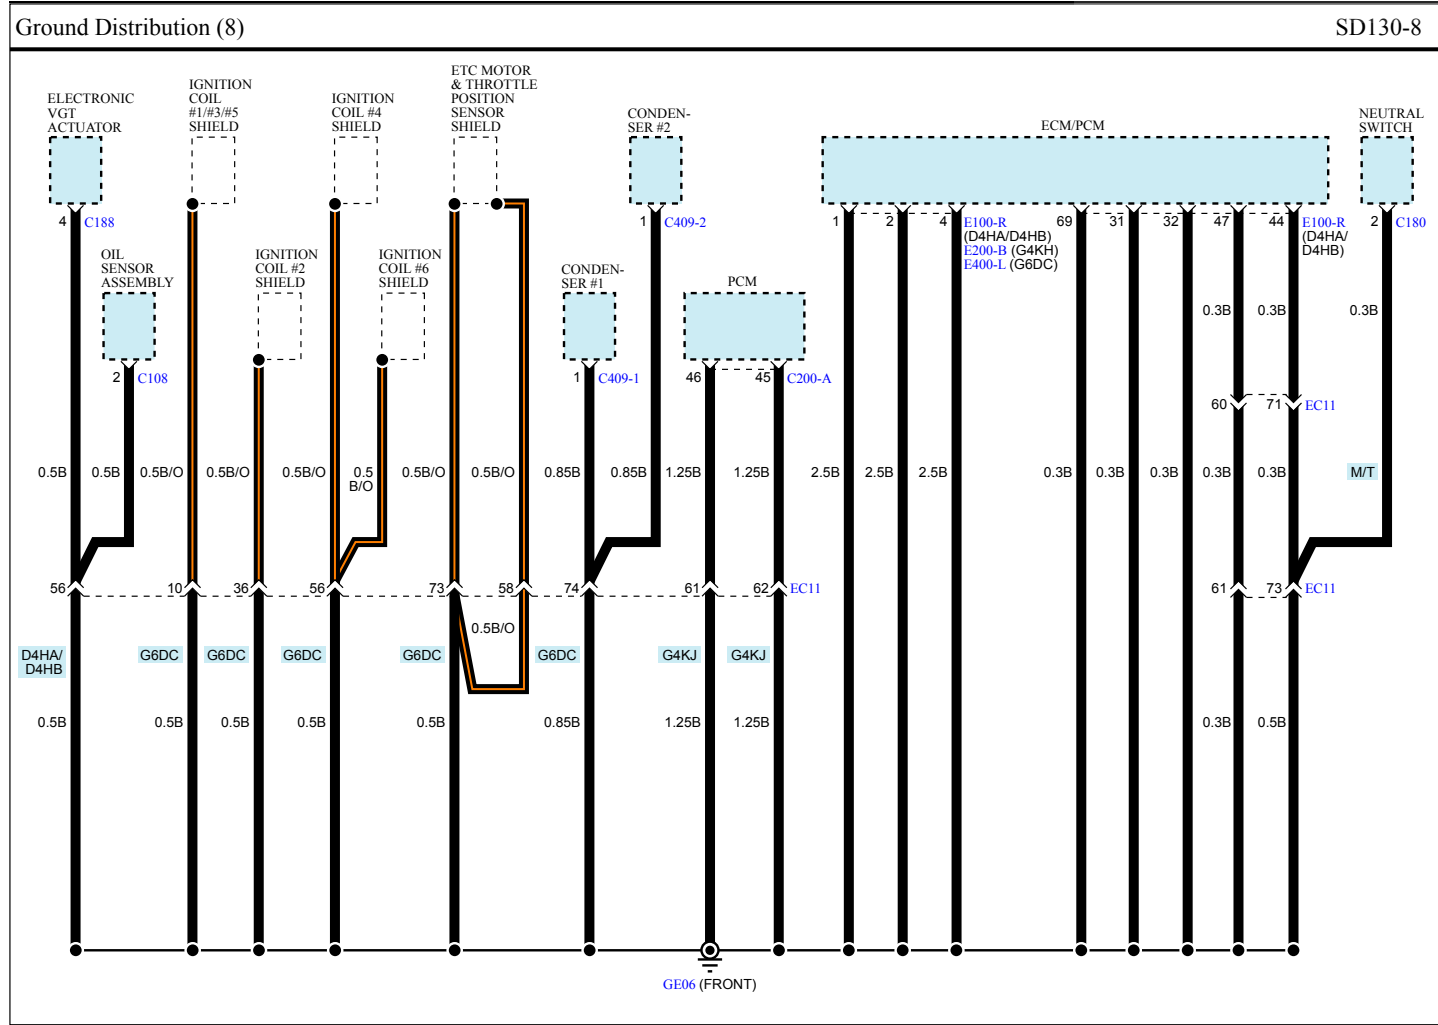 Ground Distribution (8)
SD130-8
ELECTRONIC
VGT
ACTUATOR
IGNITION
COIL
#1/#3/#5
SHIELD
IGNITION
COIL #4
SHIELD
ETC MOTOR
& THROTTLE
POSITION
SENSOR
SHIELD
CONDEN-
SER #2
ECM/PCM
NEUTRAL
SWITCH
4 C188
1 C409-2
1
2
4
E100-R
(D4HA/D4HB)
E200-B (G4KH)
E400-L (G6DC)
69
31
32
47
44
E100-R
(D4HA/
D4HB)
2 C180
OIL
SENSOR
ASSEMBLY
IGNITION
COIL #2
SHIELD
IGNITION
COIL #6
SHIELD
CONDEN-
SER #1
PCM
0.3B
0.3B
0.3B
2 C108
1 C409-1
46
45 C200-A
60
71 EC11
0.5B
0.5B
0.5B/O
0.5B/O
0.5B/O
0.5
B/O
0.5B/O
0.5B/O
0.85B
0.85B
1.25B
1.25B
2.5B
2.5B
2.5B
0.3B
0.3B
0.3B
0.3B
0.3B
M/T
56
10
36
56
73
58
74
61
62 EC11
61
73 EC11
0.5B/O
D4HA/
D4HB
G6DC
G6DC
G6DC
G6DC
G6DC
G4KJ
G4KJ
0.5B
0.5B
0.5B
0.5B
0.5B
0.85B
1.25B
1.25B
0.3B
0.5B
GE06 (FRONT)